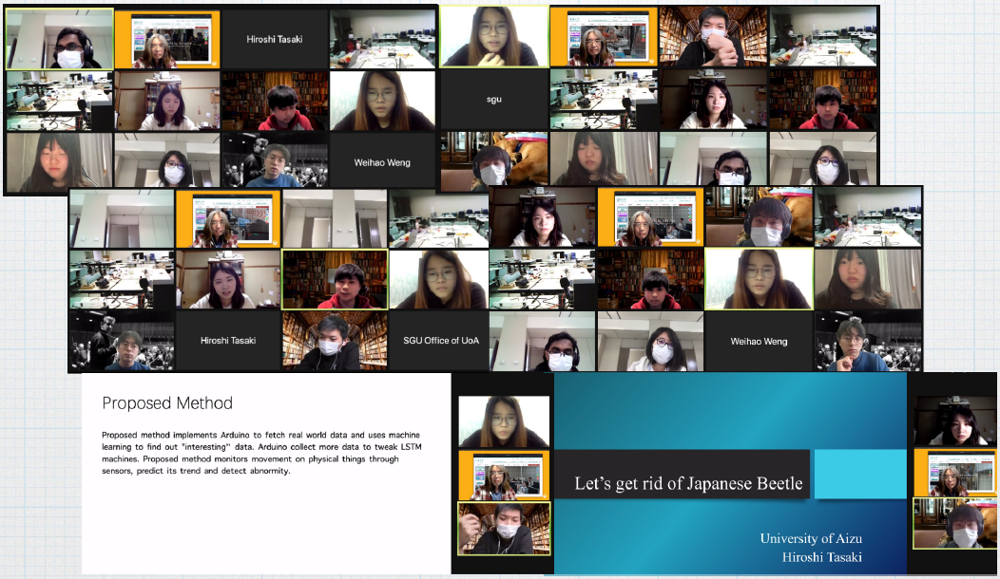 Hiroshi Tasaki
sgu
Weihao Weng
Hiroshi Tasaki
SGU Office of UoA
Weihao Weng
Proposed Method
Proposed method implements Arduino to fetch real world data and uses machine
learning to find out "interesting" data. Arduino collect more data to tweak LSTM
machines. Proposed method monitors movement on physical things through
sensors, predict its trend and detect abnormity.
Let's get rid of Japanese Beetle
University of Aizu
Hiroshi Tasaki